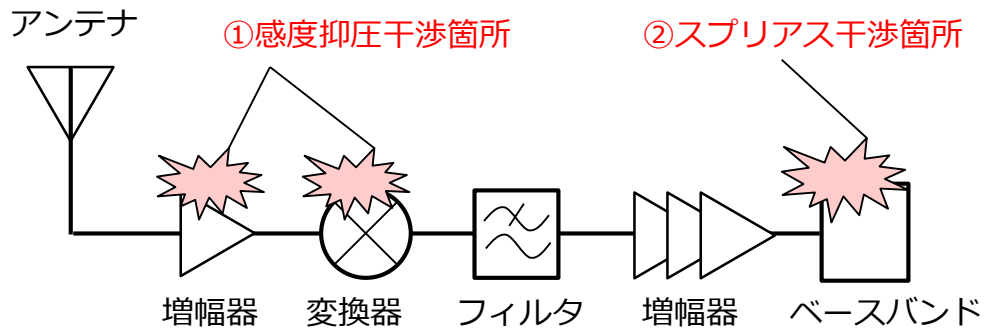 アンテナ
①感度抑圧干渉箇所
②スプリアス干渉箇所
増幅器
変換器
フィルタ
増幅器
ベースバンド